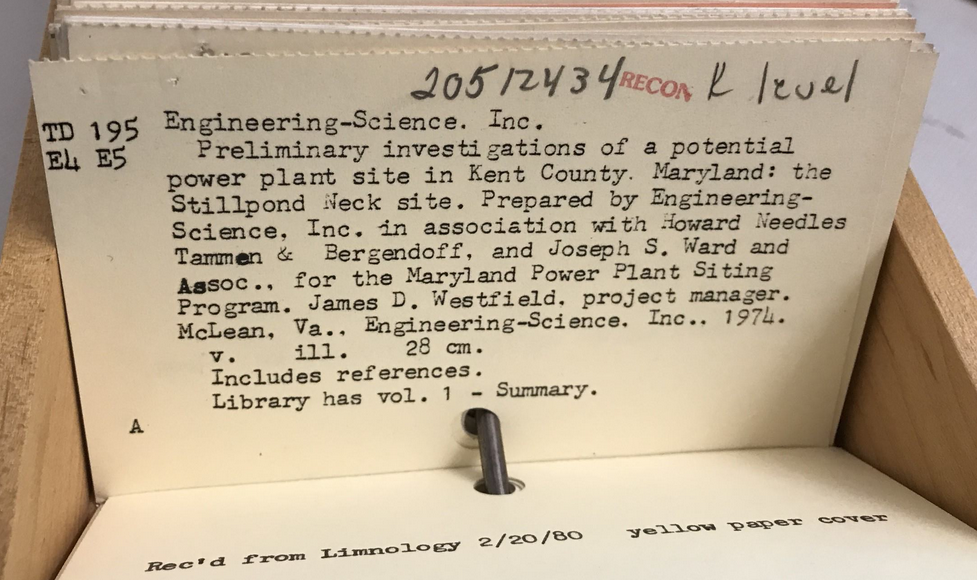 20512434 RECON K level
TD 195 Engineering-Science. Inc.
E4 E5 Preliminary investigations of a potential
power plant site in Kent County. Maryland: the
Stillpond Neck site. Prepared by Engineering-
Science, Inc. in association with Howard Needles
Tammen & Bergendoff, and Joseph S. Ward and
Assoc., for the Maryland Power Plant Siting
Program. James D. Westfield. project manager.
McLean, Va., Engineering-Science. Inc., 1974.
v. ill. 28 cm.
Includes references.
Library has vol. 1 - Summary.
A
Rec'd from Limnology 2/20/80 yellow paper cover